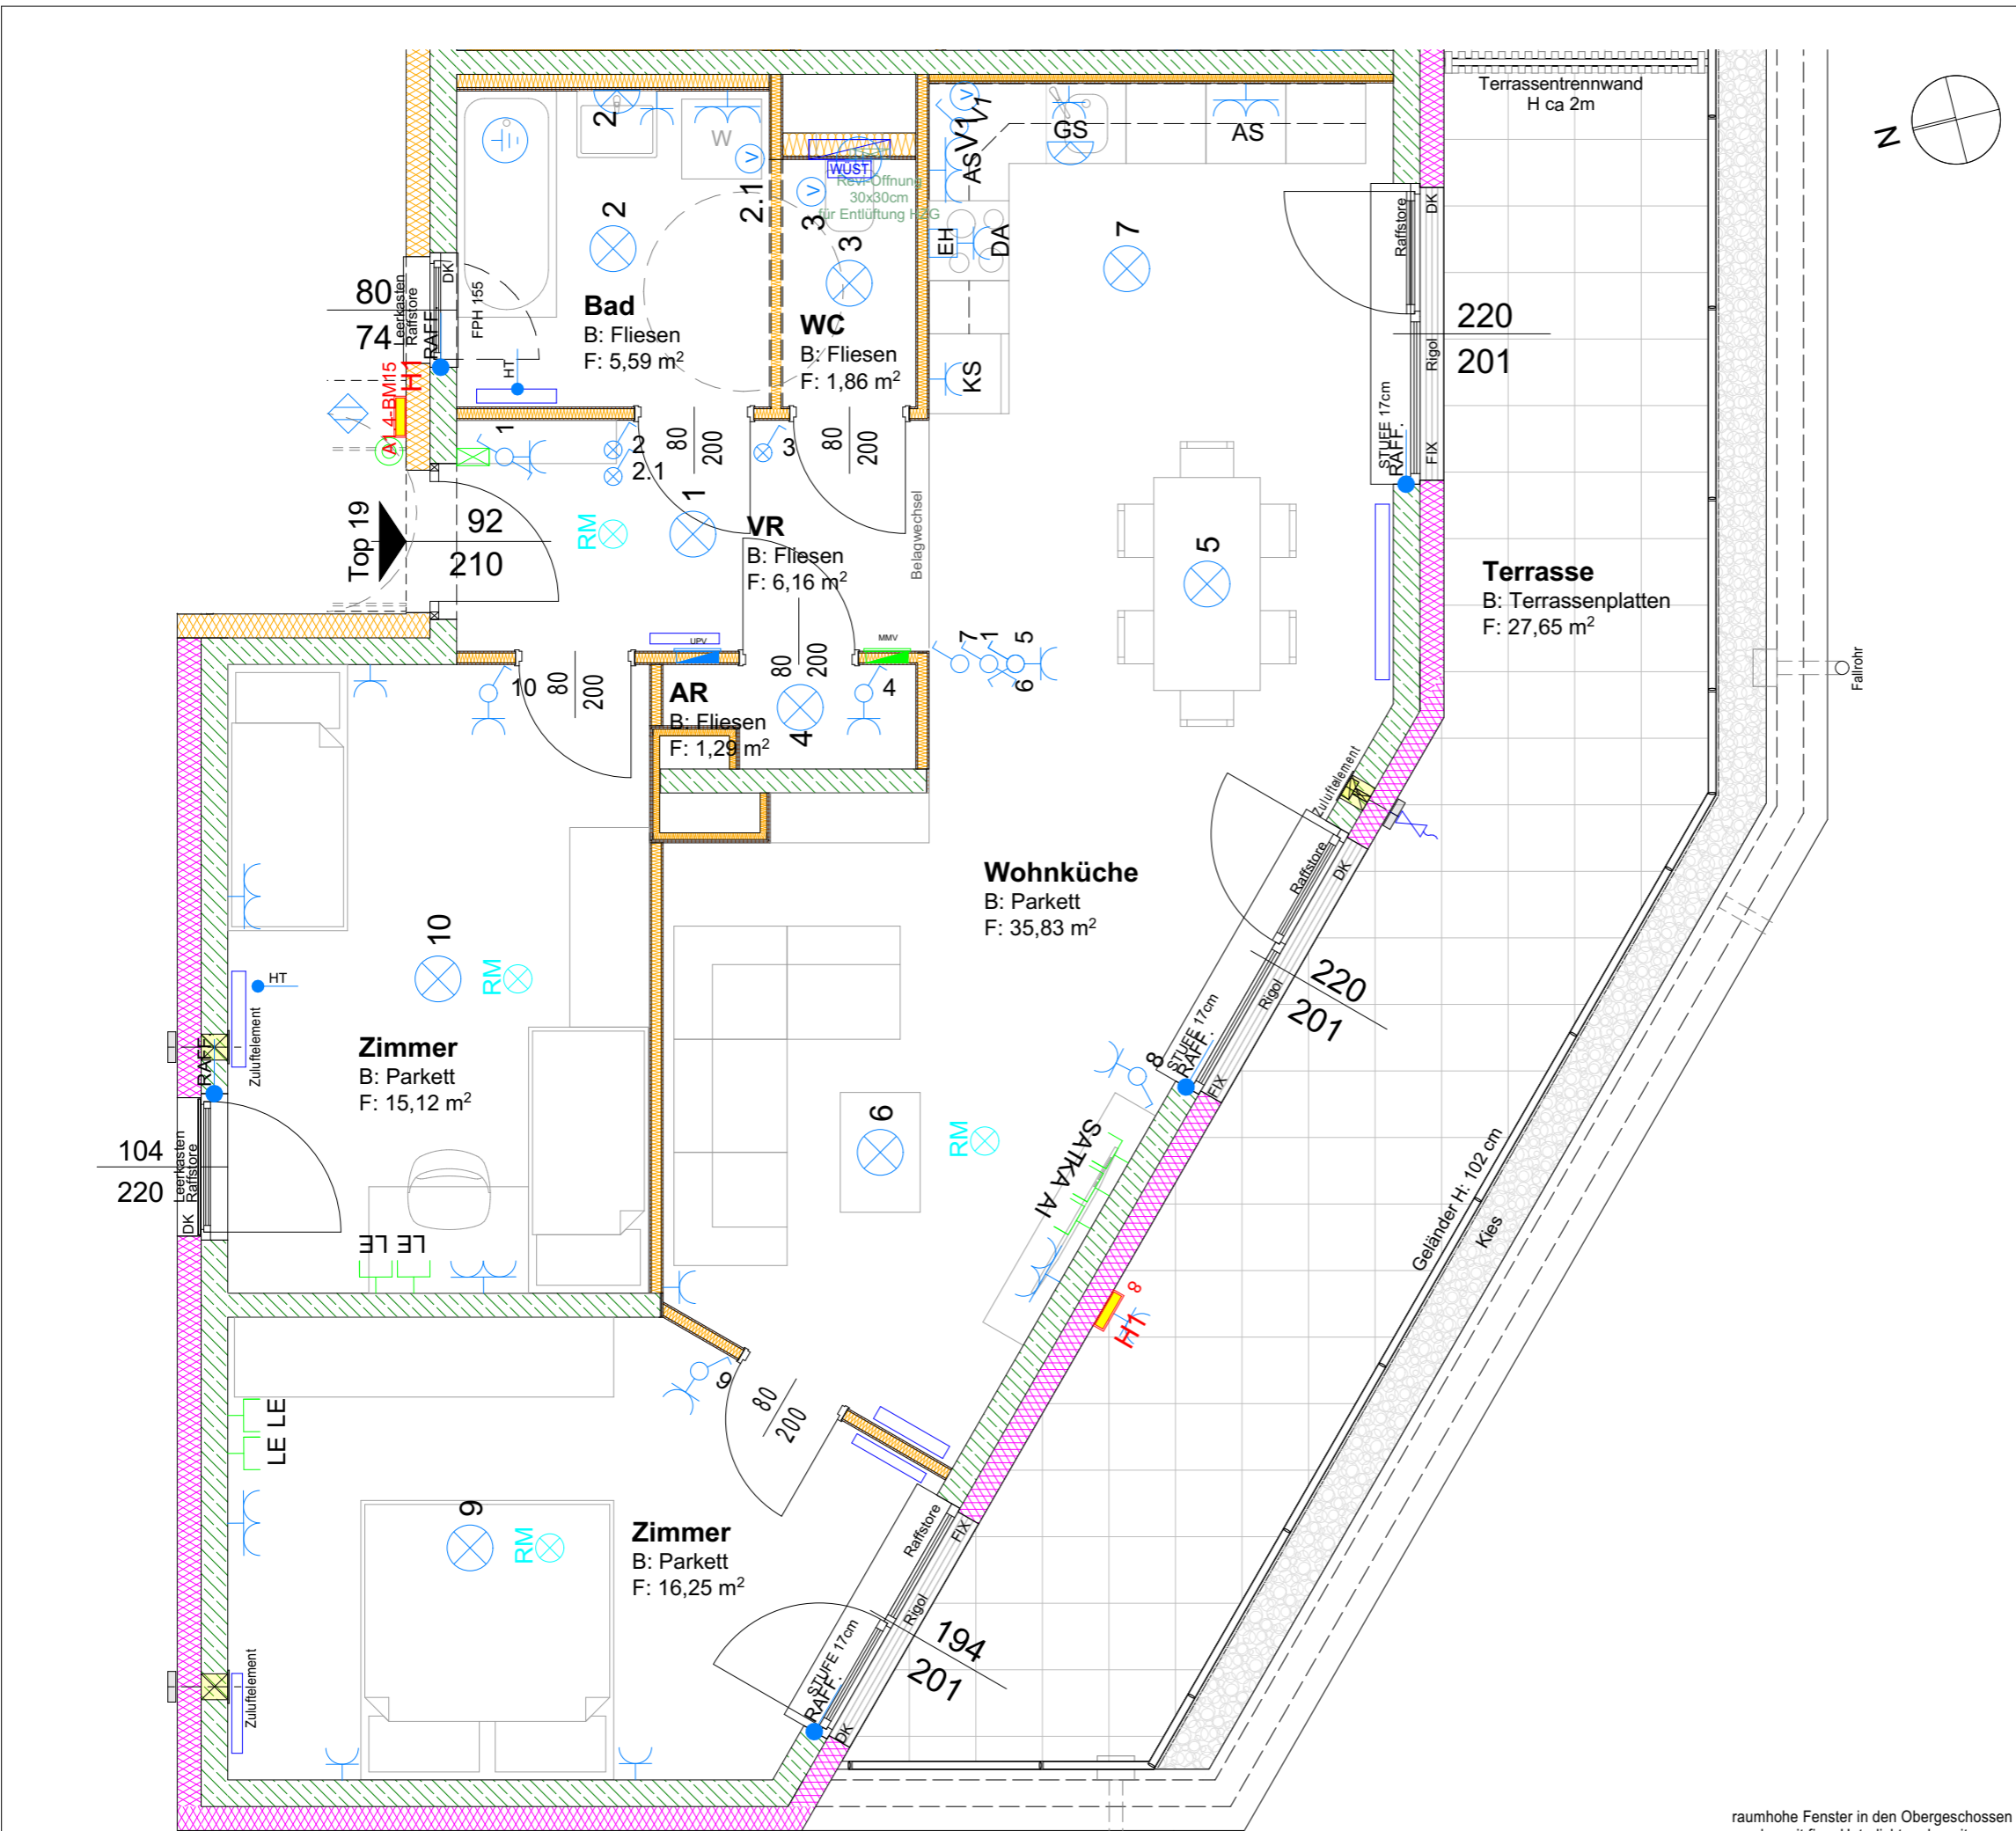 Terrassentrennwand
H ca 2m
N
2
W
V
V
V
V1
V1
GS
AS
AS
WÜST
Revi-Öffnung
30x30cm
für Entlüftung HZG
2.1
2
3
3
7
EH
DA
KS
DK
Raffstore
220
201
Rigol
FIX
STUFE 17cm
RAFF.
80
74
Leerkasten
Raffstore
RAFF.
DK
FPH 155
HT
Bad
B: Fliesen
F: 5,59 m²
WC
B: Fliesen
F: 1,86 m²
A1.4-BM15
H1
1
2
2.1
80
200
3
80
200
Top 19
92
210
RM
1
VR
B: Fliesen
F: 6,16 m²
Belagwechsel
5
Terrasse
B: Terrassenplatten
F: 27,65 m²
Fallrohr
UPV
MMV
7
1
5
6
10
80
200
80
200
4
AR
B: Fliesen
F: 1,29 m²
4
Zuluftelement
Wohnküche
B: Parkett
F: 35,83 m²
Raffstore
DK
220
201
Rigol
STUFE 17cm
RAFF.
FIX
8
10
RM
HT
Zuluftelement
RAFF.
Zimmer
B: Parkett
F: 15,12 m²
104
220
Leerkasten
Raffstore
DK
LE LE
6
RM
SAT KA AI
8
H1
Geländer H: 102 cm
Kies
9
80
200
LE LE
9
RM
Zimmer
B: Parkett
F: 16,25 m²
Raffstore
FIX
Rigol
194
201
STUFE 17cm
RAFF.
DK
Zuluftelement
raumhohe Fenster in den Obergeschossen